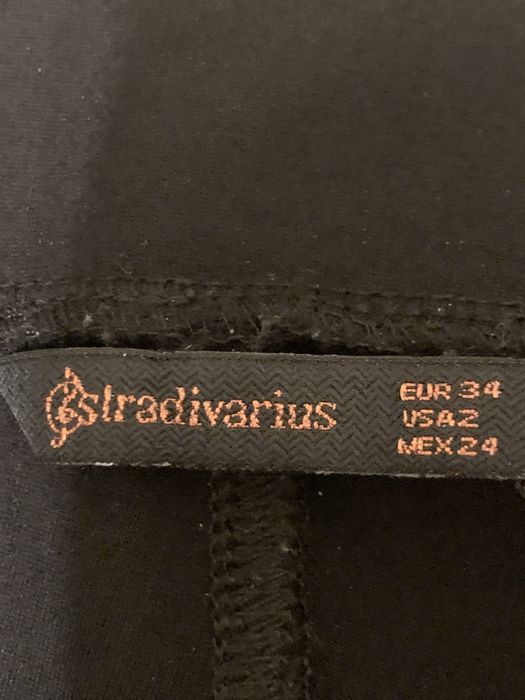 stradivarius
EUR 34
USA 2
MEX 24